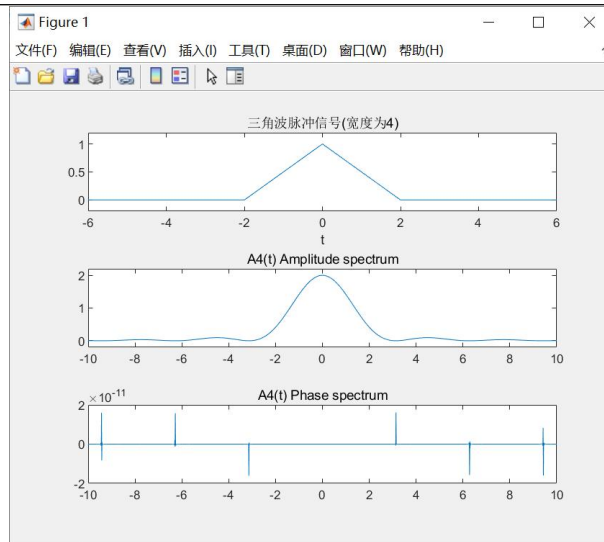 Figure 1
文件(F) 编辑(E) 查看(V) 插入(I) 工具(T) 桌面(D) 窗口(W) 帮助(H)
三角波脉冲信号(宽度为4)
1
0.5
0
-6 -4 -2 0 2 4 6
t
A4(t) Amplitude spectrum
2
1
0
-10 -8 -6 -4 -2 0 2 4 6 8 10
A4(t) Phase spectrum
×10^-11
2
0
-2
-10 -8 -6 -4 -2 0 2 4 6 8 10